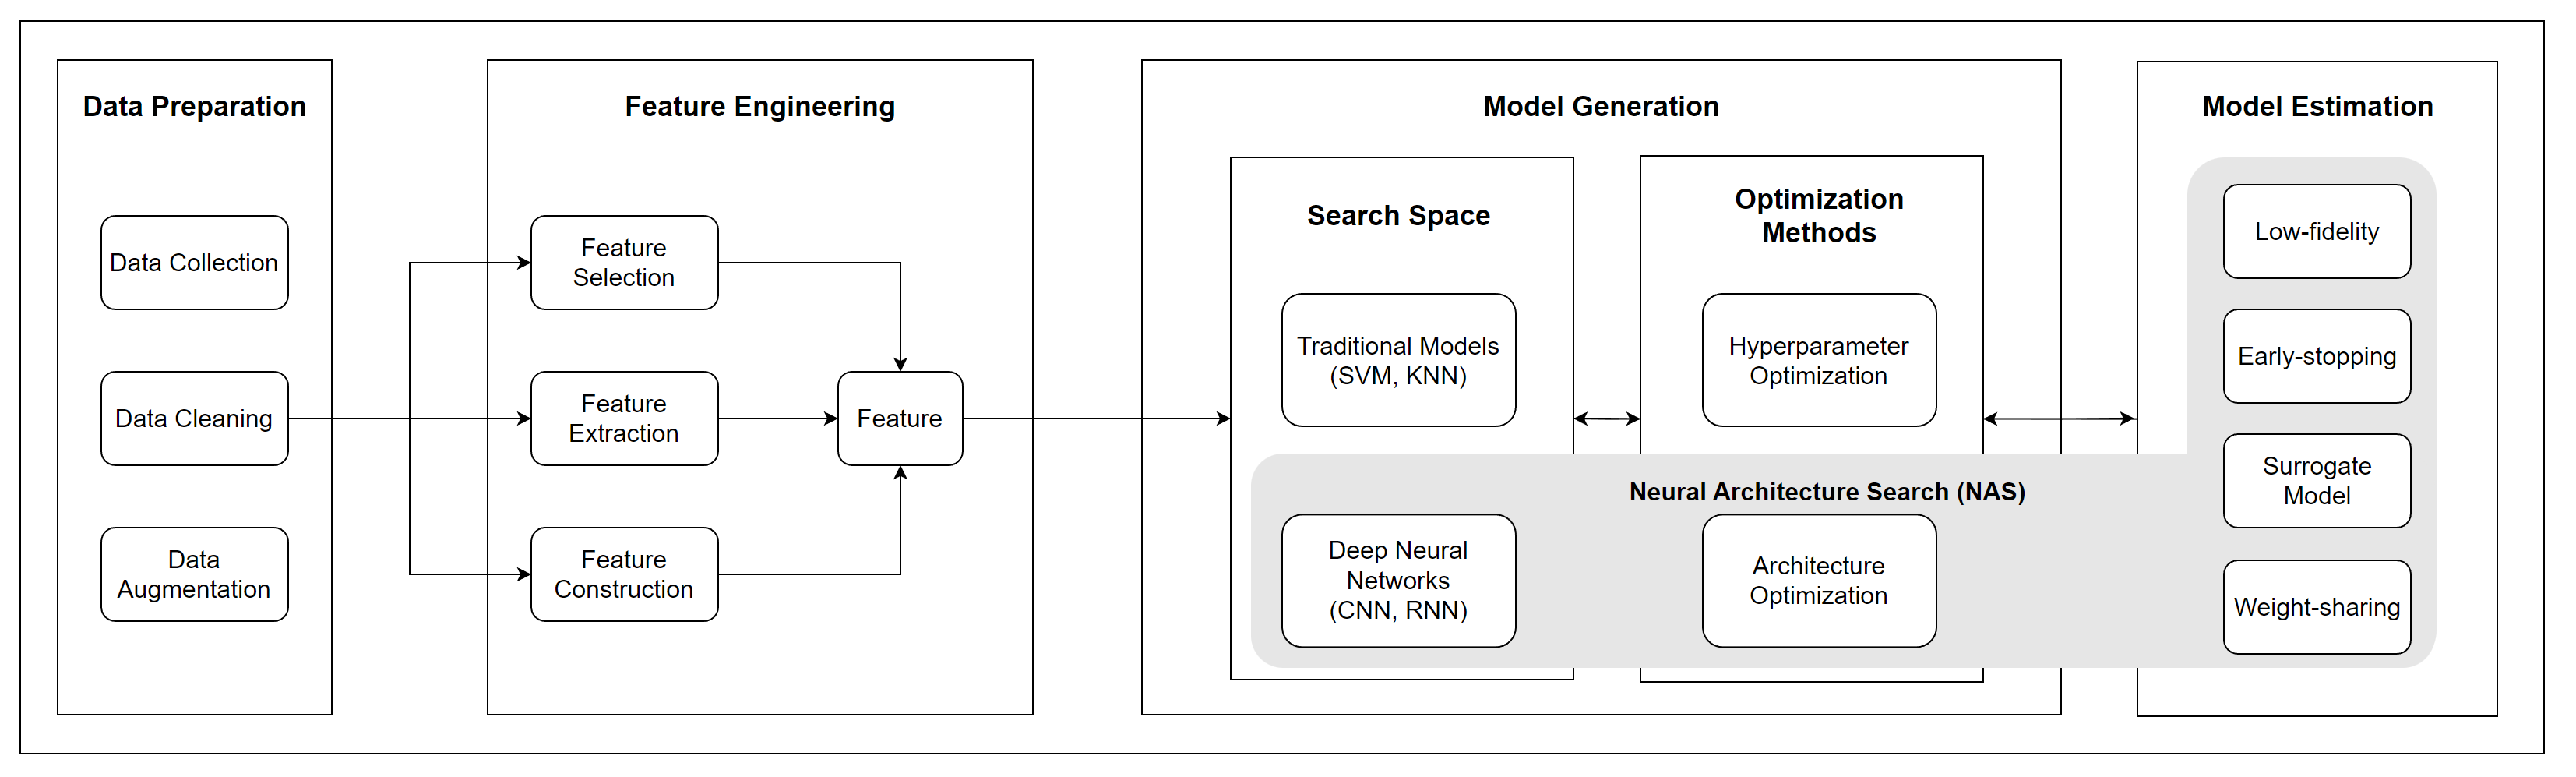 Data Preparation
Data Collection
Data Cleaning
Data
Augmentation
Feature Engineering
Feature
Selection
Feature
Extraction
Feature
Construction
Feature
Model Generation
Search Space
Traditional Models
(SVM, KNN)
Optimization
Methods
Hyperparameter
Optimization
Neural Architecture Search (NAS)
Deep Neural
Networks
(CNN, RNN)
Architecture
Optimization
Model Estimation
Low-fidelity
Early-stopping
Surrogate
Model
Weight-sharing